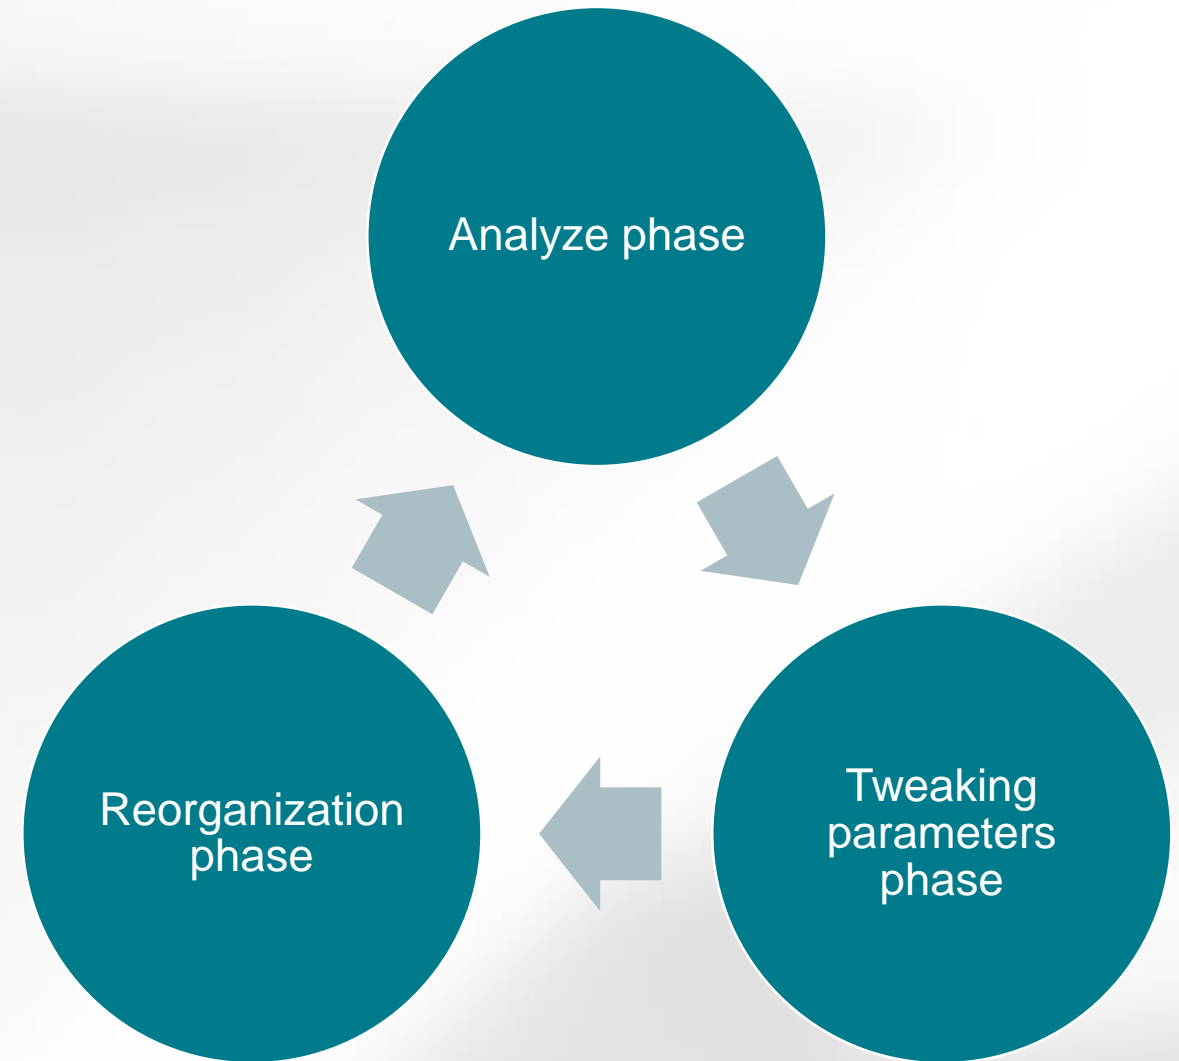 Analyze phase
Tweaking
parameters
phase
Reorganization
phase